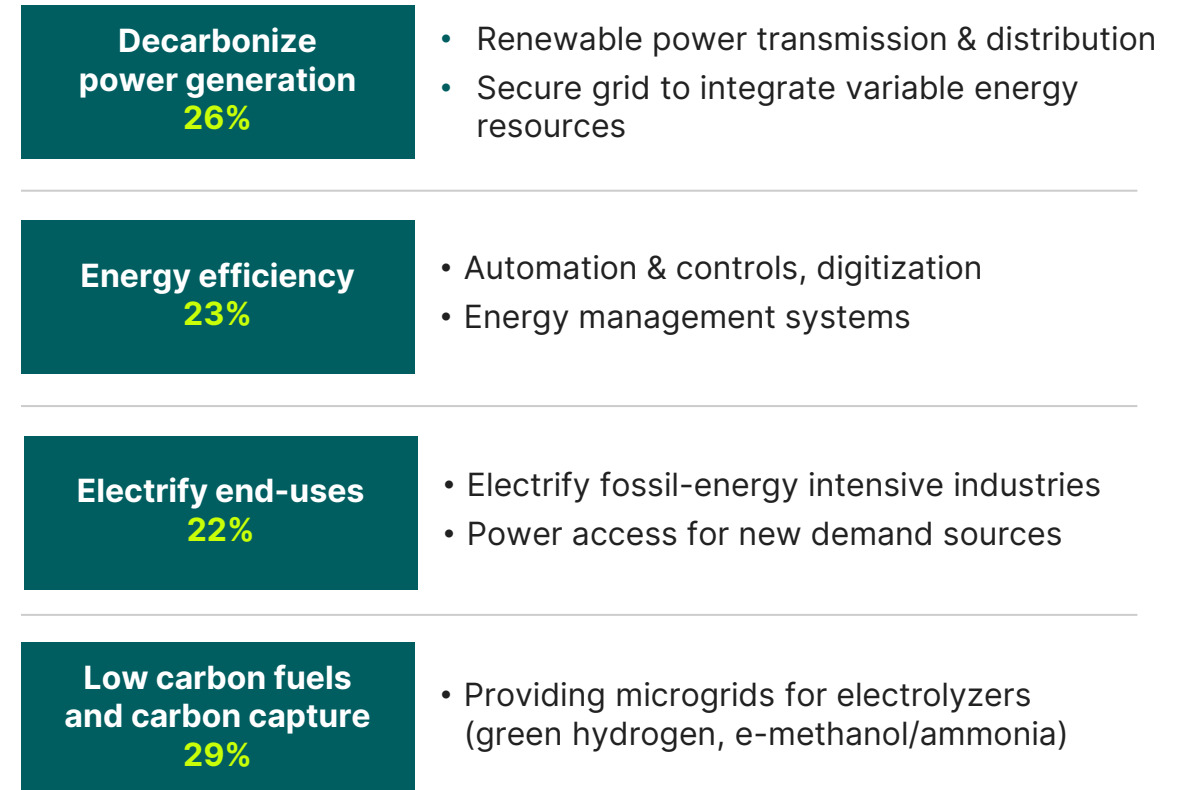 Decarbonize
power generation
26%
• Renewable power transmission & distribution
• Secure grid to integrate variable energy
resources
Energy efficiency
23%
• Automation & controls, digitization
• Energy management systems
Electrify end-uses
22%
• Electrify fossil-energy intensive industries
• Power access for new demand sources
Low carbon fuels
and carbon capture
29%
• Providing microgrids for electrolyzers
(green hydrogen, e-methanol/ammonia)